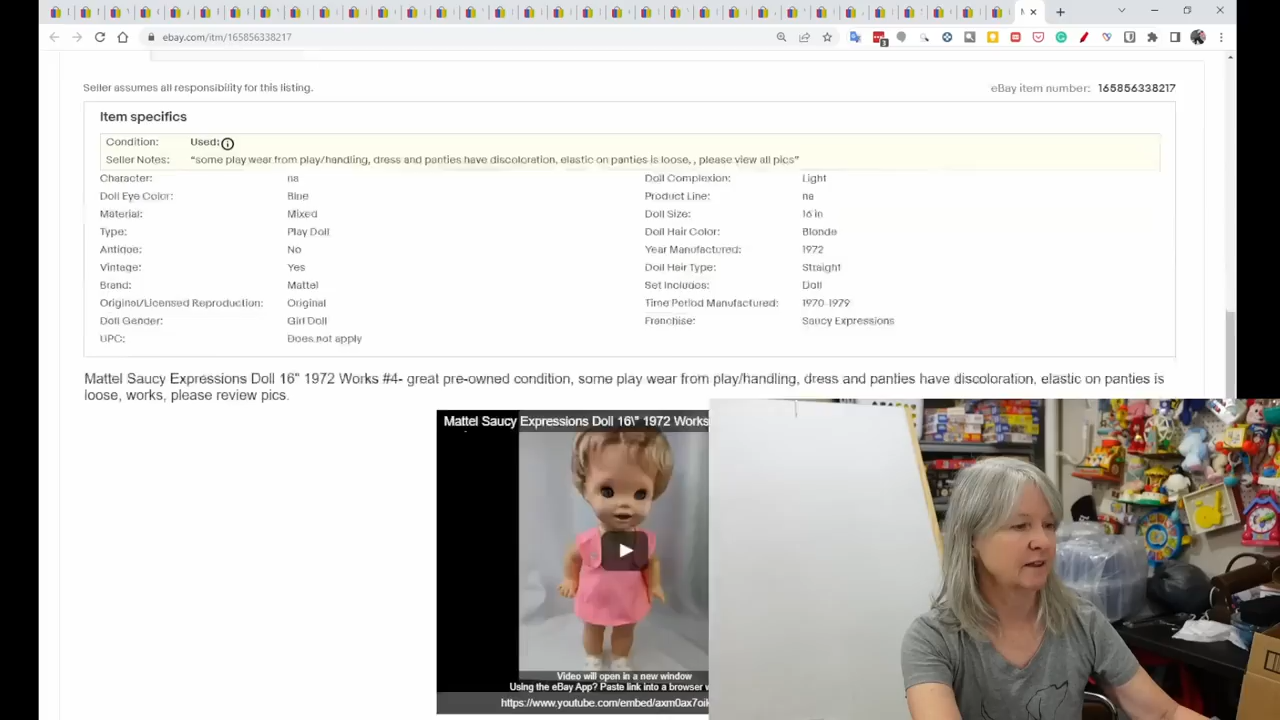 ebay.com/itm/165856338217
Seller assumes all responsibility for this listing.
eBay item number: 165856338217
Item specifics
Condition: Used:
Seller Notes: “some play wear from play/handling, dress and panties have discoloration, elastic on panties is loose, , please view all pics”
Character: na
Doll Complexion: Light
Doll Eye Color: Blue
Product Line: na
Material: Mixed
Doll Size: 16 in
Type: Play Doll
Doll Hair Color: Blonde
Antique: No
Year Manufactured: 1972
Vintage: Yes
Doll Hair Type: Straight
Brand: Mattel
Set Includes: Doll
Original/Licensed Reproduction: Original
Time Period Manufactured: 1970-1979
Doll Gender: Girl Doll
Franchise: Saucy Expressions
UPC: Does not apply
Mattel Saucy Expressions Doll 16" 1972 Works #4- great pre-owned condition, some play wear from play/handling, dress and panties have discoloration, elastic on panties is
loose, works, please review pics.
Mattel Saucy Expressions Doll 16\" 1972 Works
Video will open in a new window
Using the eBay App? Paste link into a browser
https://www.youtube.com/embed/